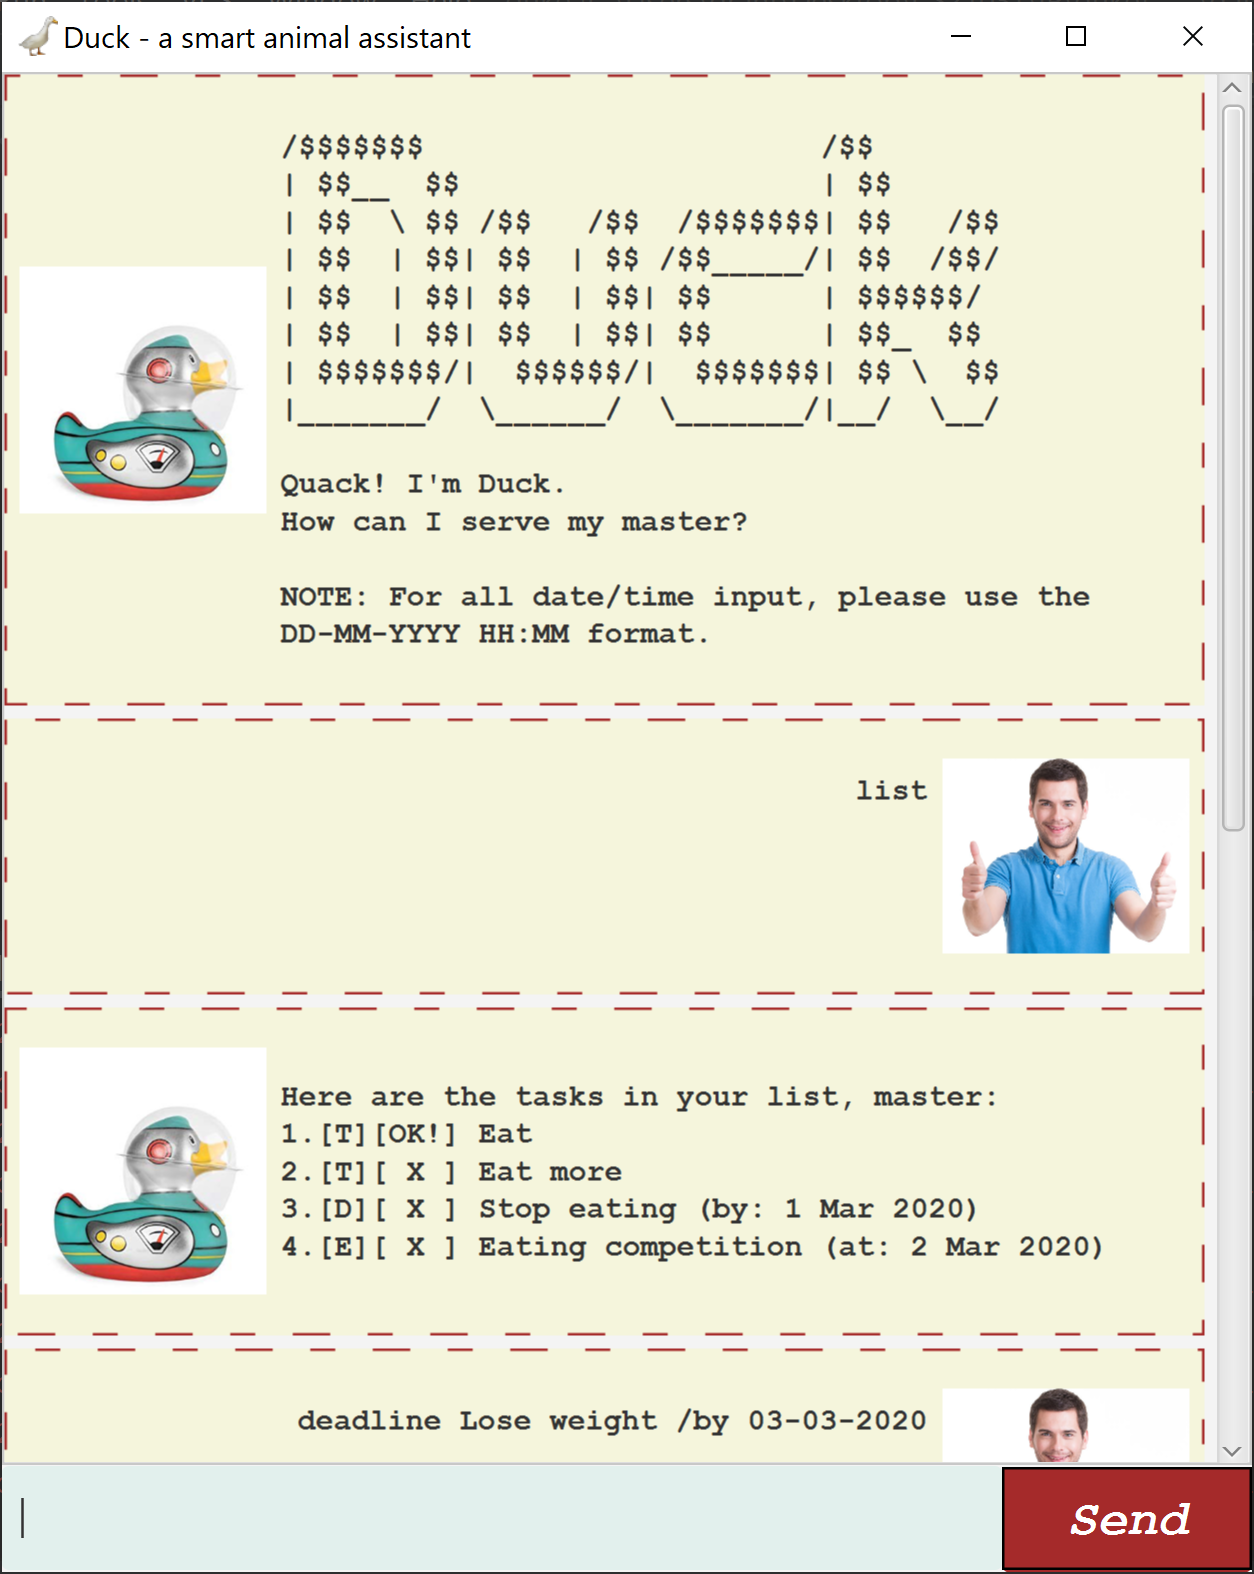 Duck - a smart animal assistant
 /$$$$$$$                      /$$
| $$__  $$                    | $$
| $$  \ $$ /$$   /$$  /$$$$$$$| $$   /$$
| $$  | $$| $$  | $$ /$$_____/| $$  /$$/
| $$  | $$| $$  | $$| $$      | $$$$$$/
| $$  | $$| $$  | $$| $$      | $$_  $$
| $$$$$$$/|  $$$$$$/|  $$$$$$$| $$ \  $$
|_______/  \______/  \_______/|__/  \__/
Quack! I'm Duck.
How can I serve my master?
NOTE: For all date/time input, please use the
DD-MM-YYYY HH:MM format.
list
Here are the tasks in your list, master:
1.[T][OK!] Eat
2.[T][ X ] Eat more
3.[D][ X ] Stop eating (by: 1 Mar 2020)
4.[E][ X ] Eating competition (at: 2 Mar 2020)
deadline Lose weight /by 03-03-2020
Send